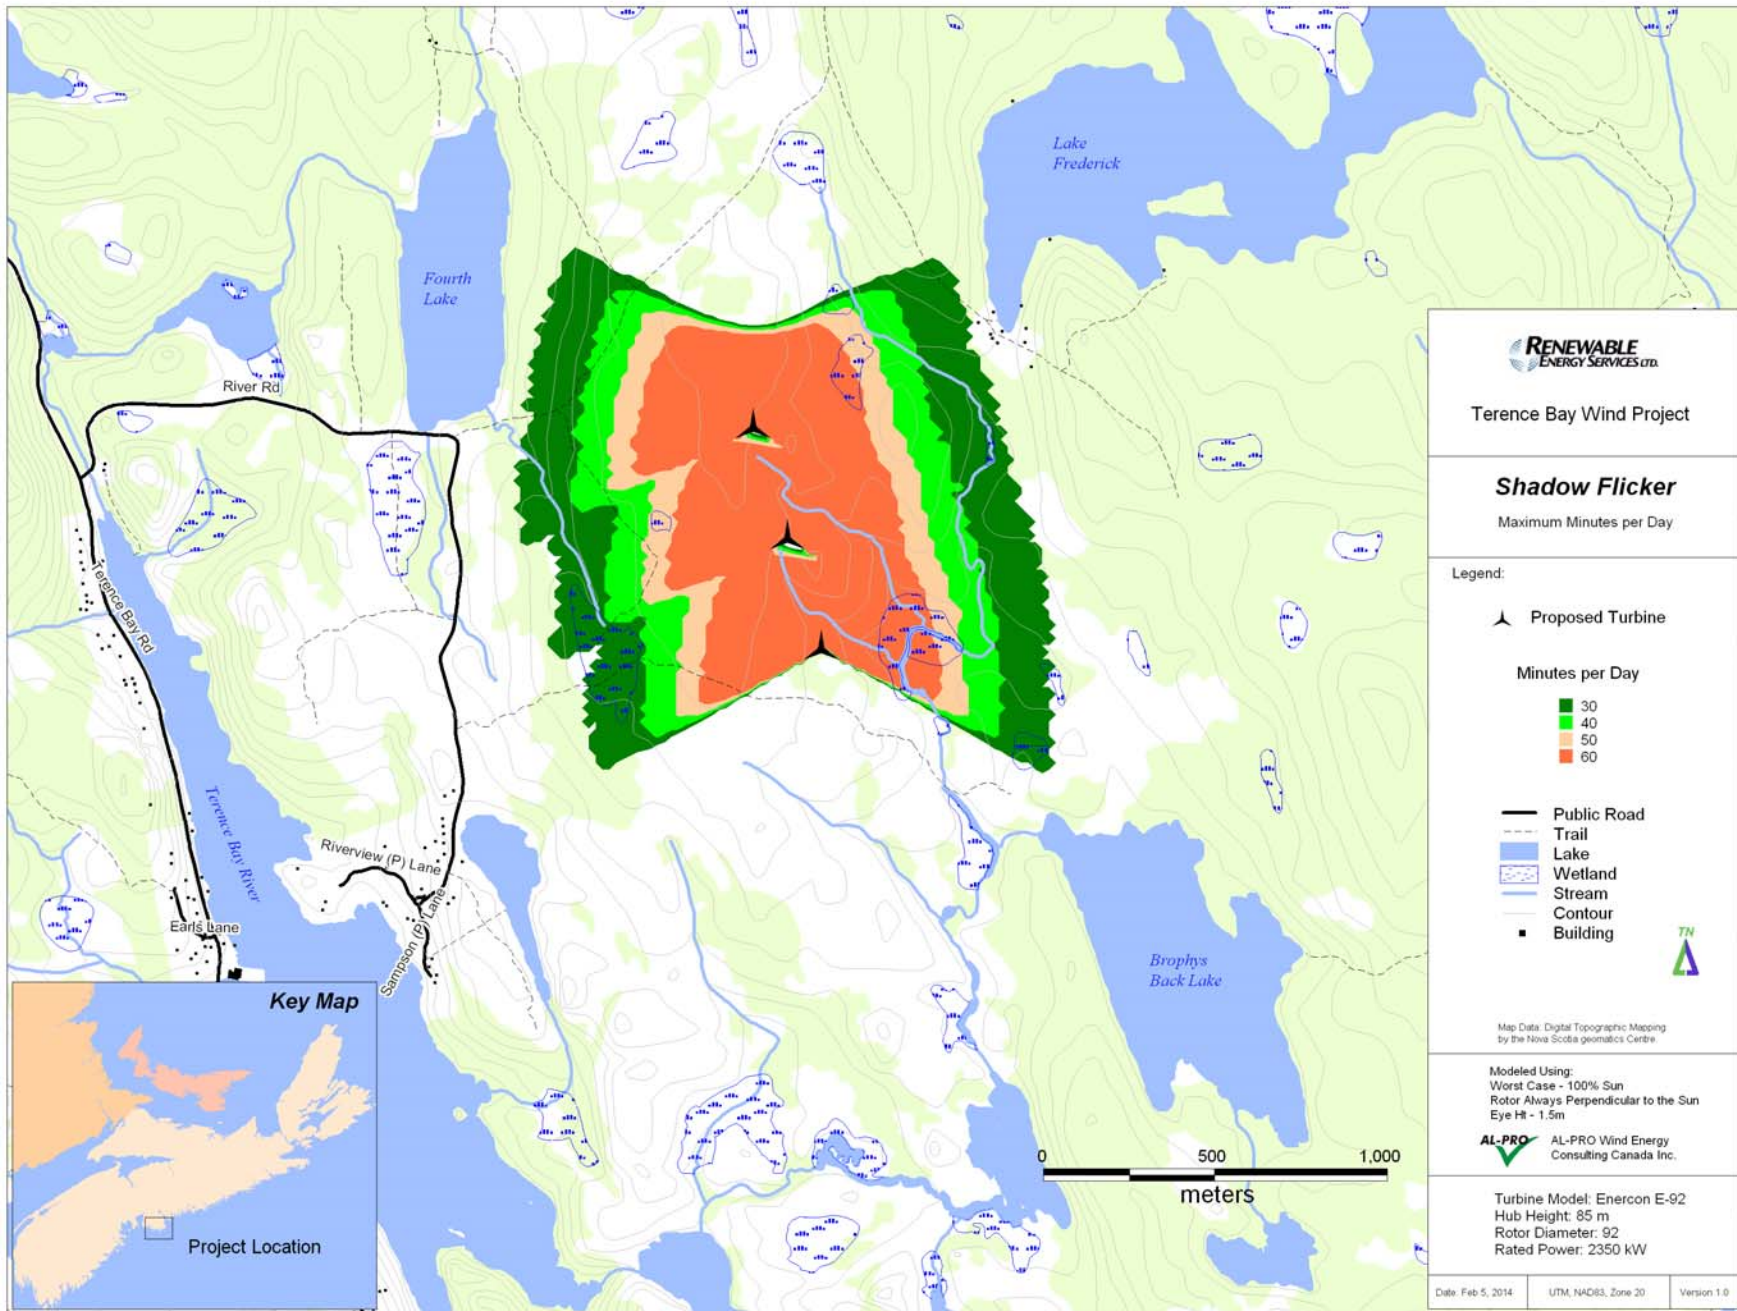 Lake
Frederick
Fourth
Lake
River Rd
Terence Bay Rd
Terence Bay River
Riverview (P) Lane
Sampson (P) Lane
Earls Lane
Brophys
Back Lake
Key Map
Project Location
0 500 1,000
meters
RENEWABLE
ENERGY SERVICES LTD.
Terence Bay Wind Project
Shadow Flicker
Maximum Minutes per Day
Legend:
Proposed Turbine
Minutes per Day
30
40
50
60
Public Road
Trail
Lake
Wetland
Stream
Contour
Building
TN
Map Data: Digital Topographic Mapping
by the Nova Scotia geomatics Centre.
Modeled Using:
Worst Case - 100% Sun
Rotor Always Perpendicular to the Sun
Eye Ht - 1.5m
AL-PRO
AL-PRO Wind Energy
Consulting Canada Inc.
Turbine Model: Enercon E-92
Hub Height: 85 m
Rotor Diameter: 92
Rated Power: 2350 kW
Date: Feb 5, 2014
UTM, NAD83, Zone 20
Version 1.0